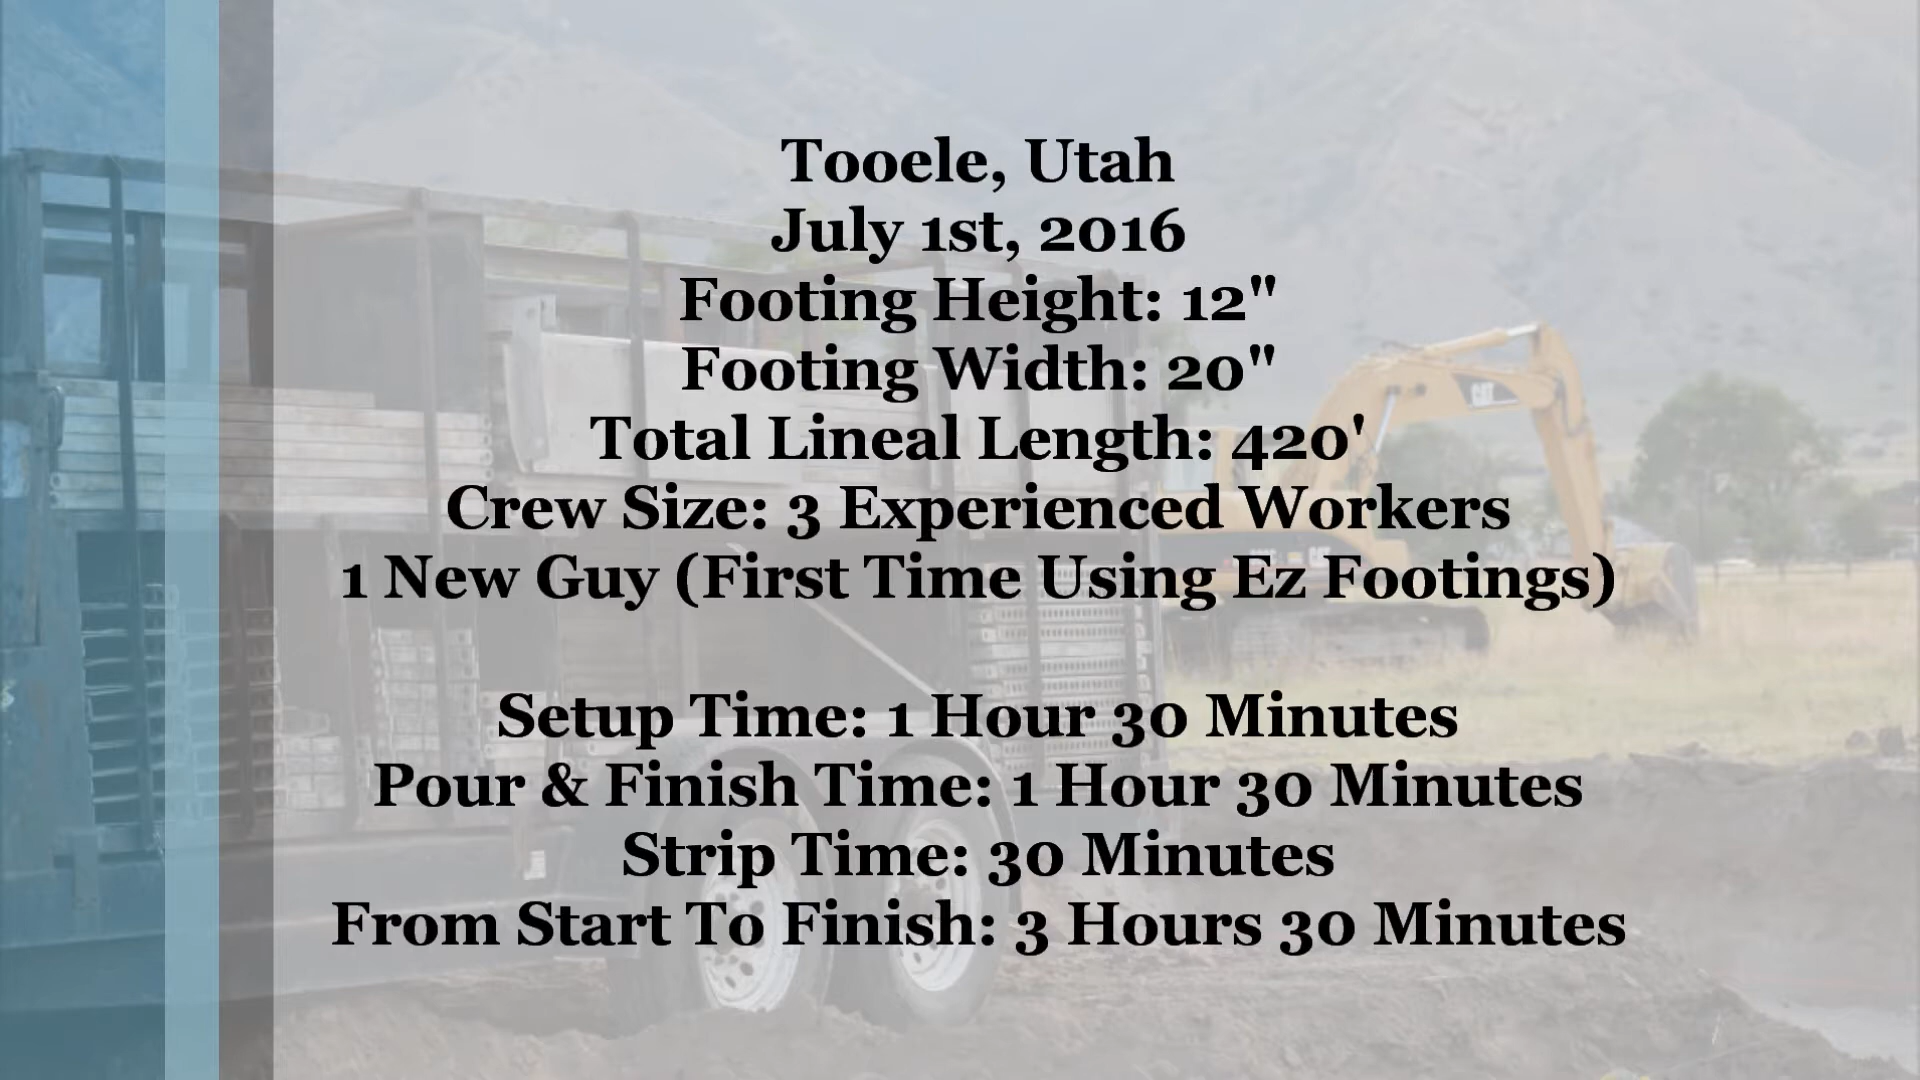 Tooele, Utah
July 1st, 2016
Footing Height: 12"
Footing Width: 20"
Total Lineal Length: 420'
Crew Size: 3 Experienced Workers
1 New Guy (First Time Using Ez Footings)
Setup Time: 1 Hour 30 Minutes
Pour & Finish Time: 1 Hour 30 Minutes
Strip Time: 30 Minutes
From Start To Finish: 3 Hours 30 Minutes
CAT